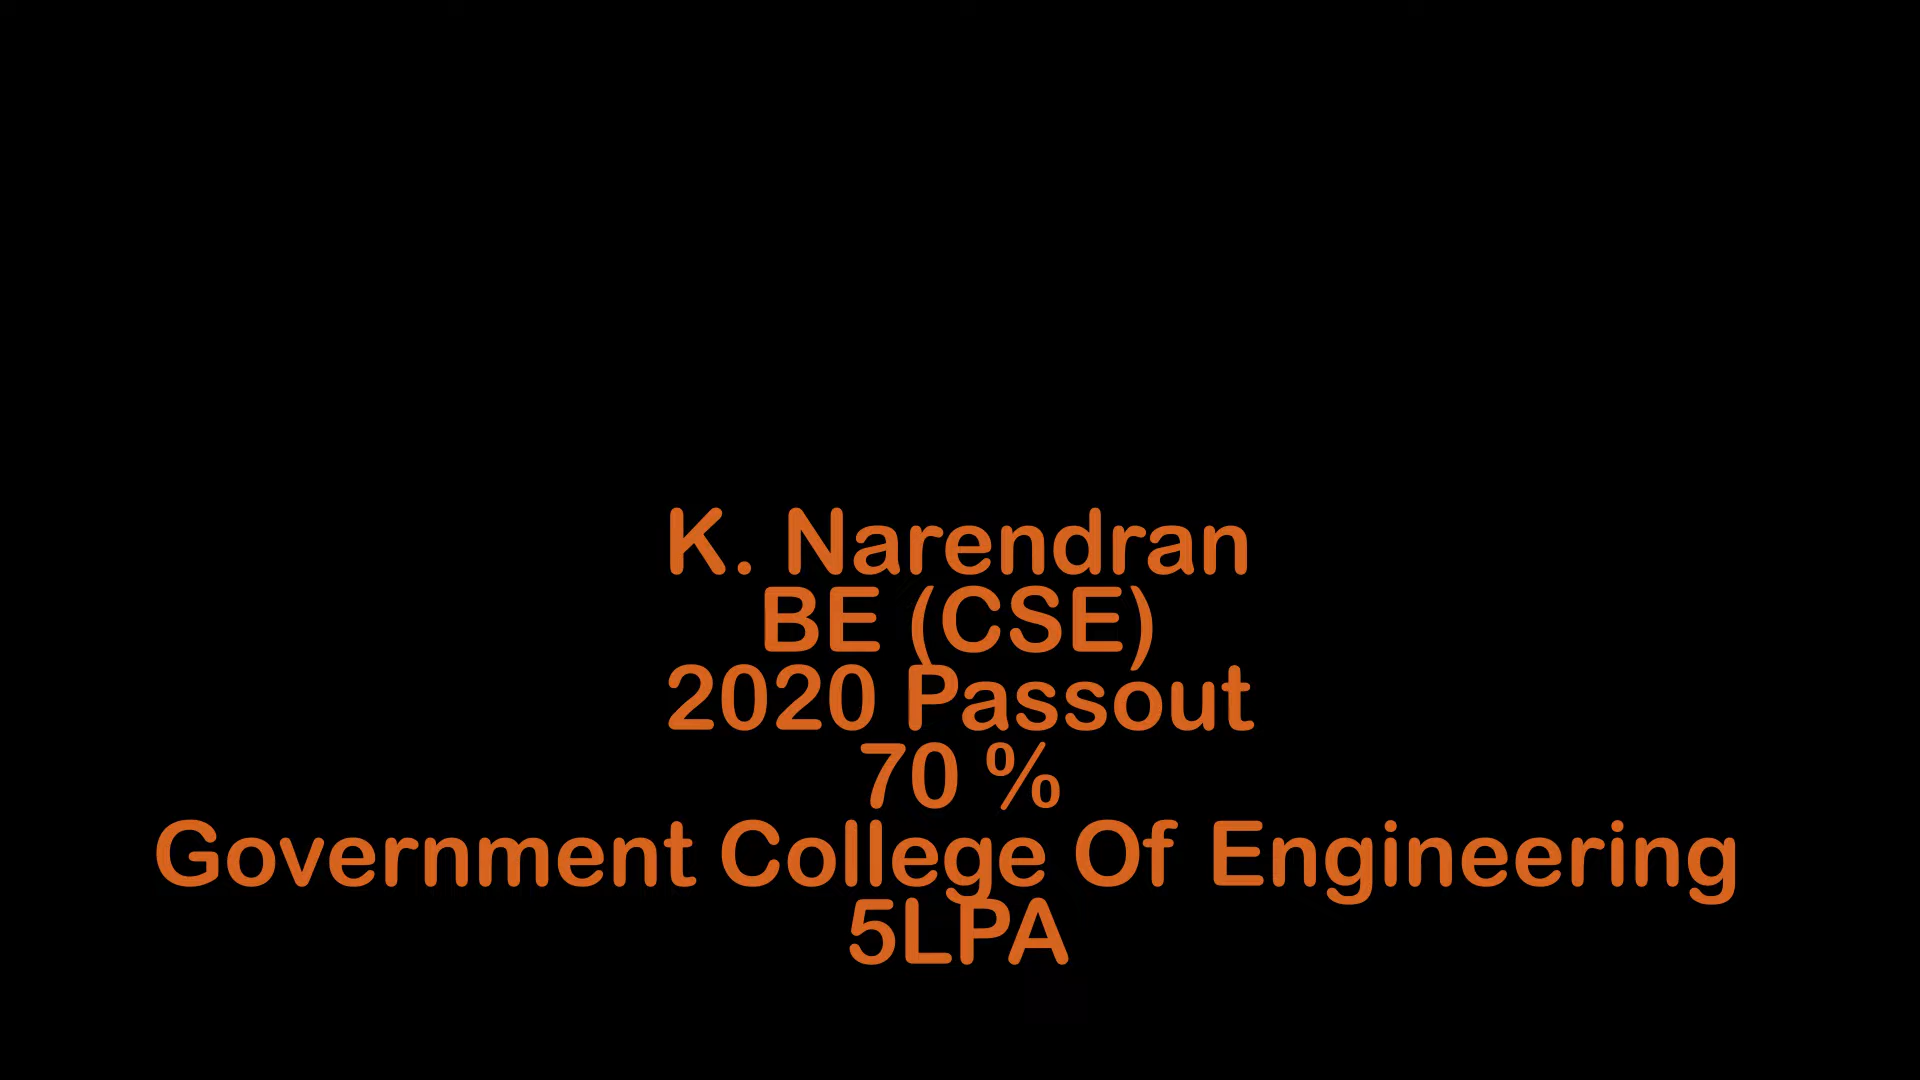 K. Narendran
BE (CSE)
2020 Passout
70 %
Government College Of Engineering
5LPA